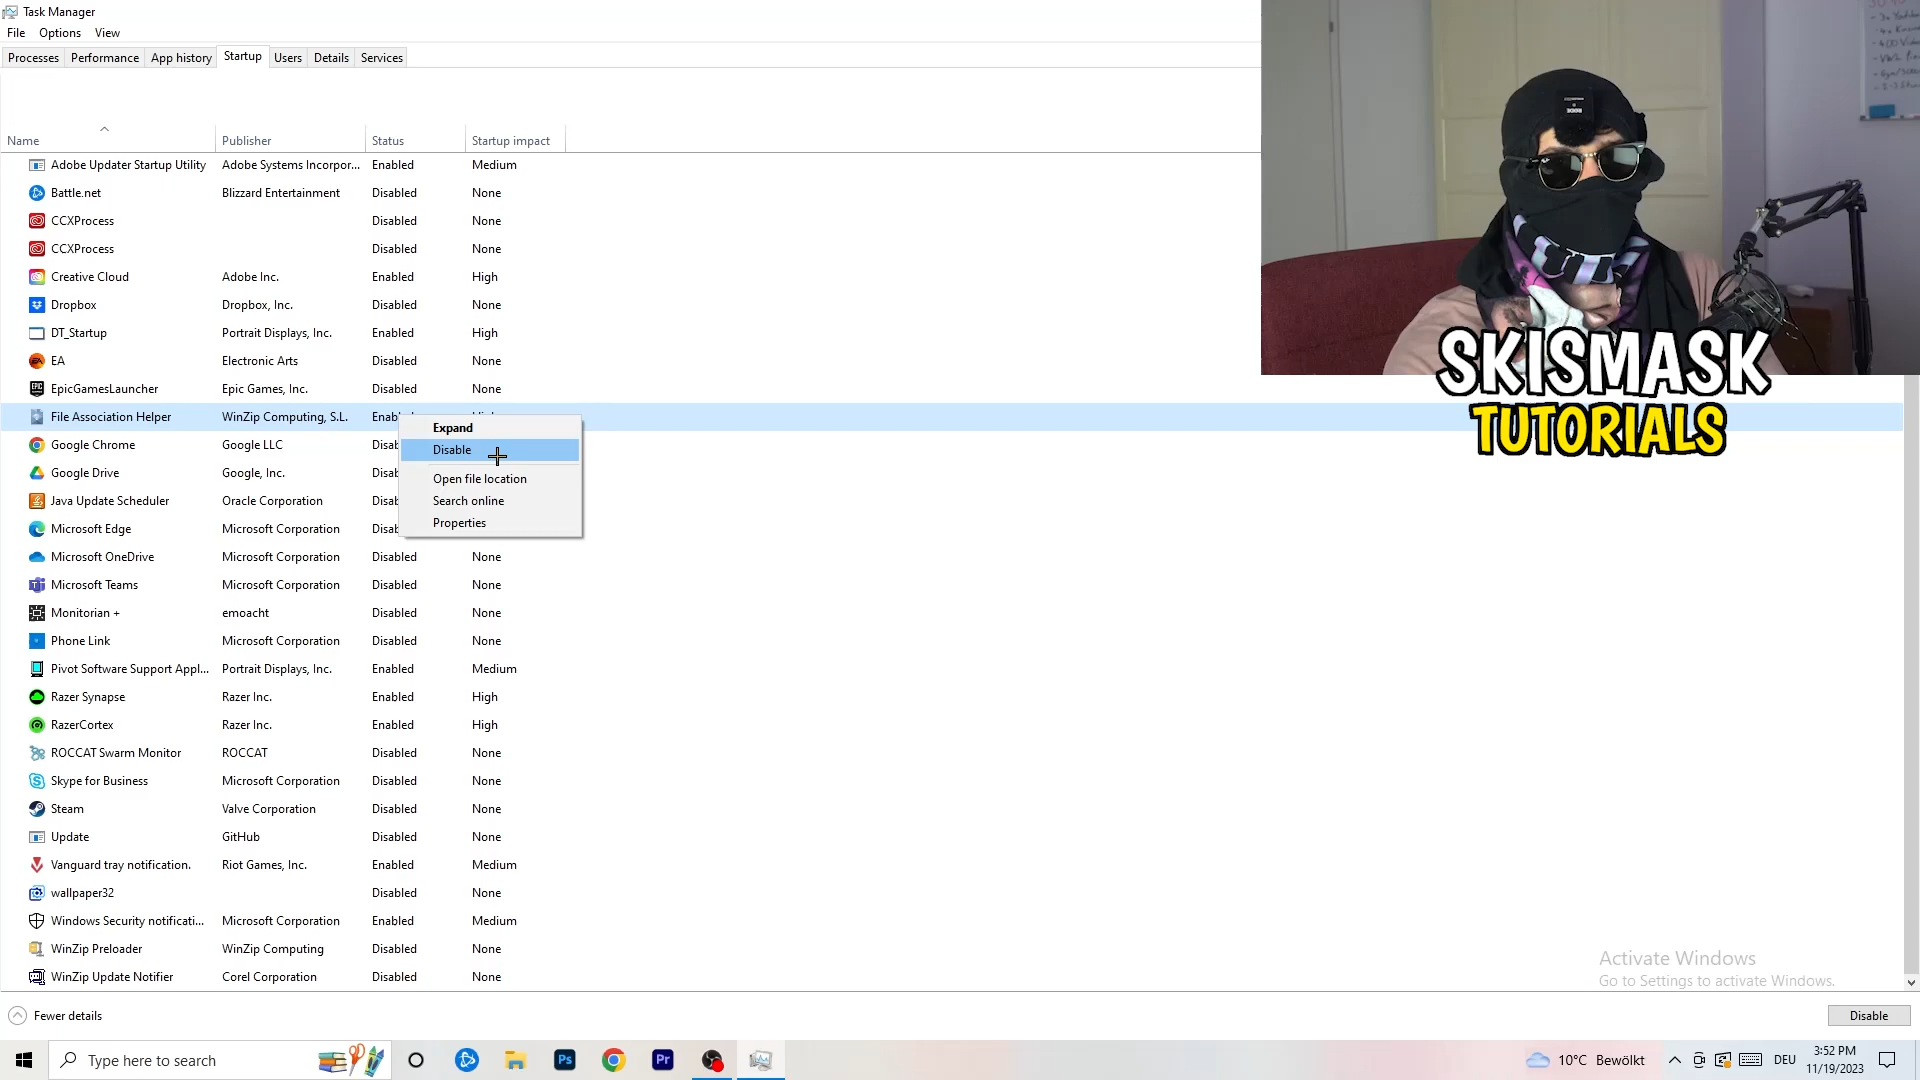 Task Manager
File Options View
Processes Performance App history Startup Users Details Services
Name Publisher Status Startup impact
Adobe Updater Startup Utility Adobe Systems Incorpor... Enabled Medium
Battle.net Blizzard Entertainment Disabled None
CCXProcess Disabled None
CCXProcess Disabled None
Creative Cloud Adobe Inc. Enabled High
Dropbox Dropbox, Inc. Disabled None
DT_Startup Portrait Displays, Inc. Enabled High
EA Electronic Arts Disabled None
EpicGamesLauncher Epic Games, Inc. Disabled None
File Association Helper WinZip Computing, S.L.
Google Chrome Google LLC
Google Drive Google, Inc.
Java Update Scheduler Oracle Corporation
Microsoft Edge Microsoft Corporation
Expand
Disable
Open file location
Search online
Properties
Microsoft OneDrive Microsoft Corporation Disabled None
Microsoft Teams Microsoft Corporation Disabled None
Monitorian + emoacht Disabled None
Phone Link Microsoft Corporation Disabled None
Pivot Software Support Appl... Portrait Displays, Inc. Enabled Medium
Razer Synapse Razer Inc. Enabled High
RazerCortex Razer Inc. Enabled High
ROCCAT Swarm Monitor ROCCAT Disabled None
Skype for Business Microsoft Corporation Disabled None
Steam Valve Corporation Disabled None
Update GitHub Disabled None
Vanguard tray notification. Riot Games, Inc. Enabled Medium
wallpaper32 Disabled None
Windows Security notificati... Microsoft Corporation Enabled Medium
WinZip Preloader WinZip Computing Disabled None
WinZip Update Notifier Corel Corporation Disabled None
SKISMASK
TUTORIALS
Activate Windows
Go to Settings to activate Windows.
Fewer details
Disable
Type here to search
Ps
Pr
10°C Bewölkt
DEU
3:52 PM
11/19/2023